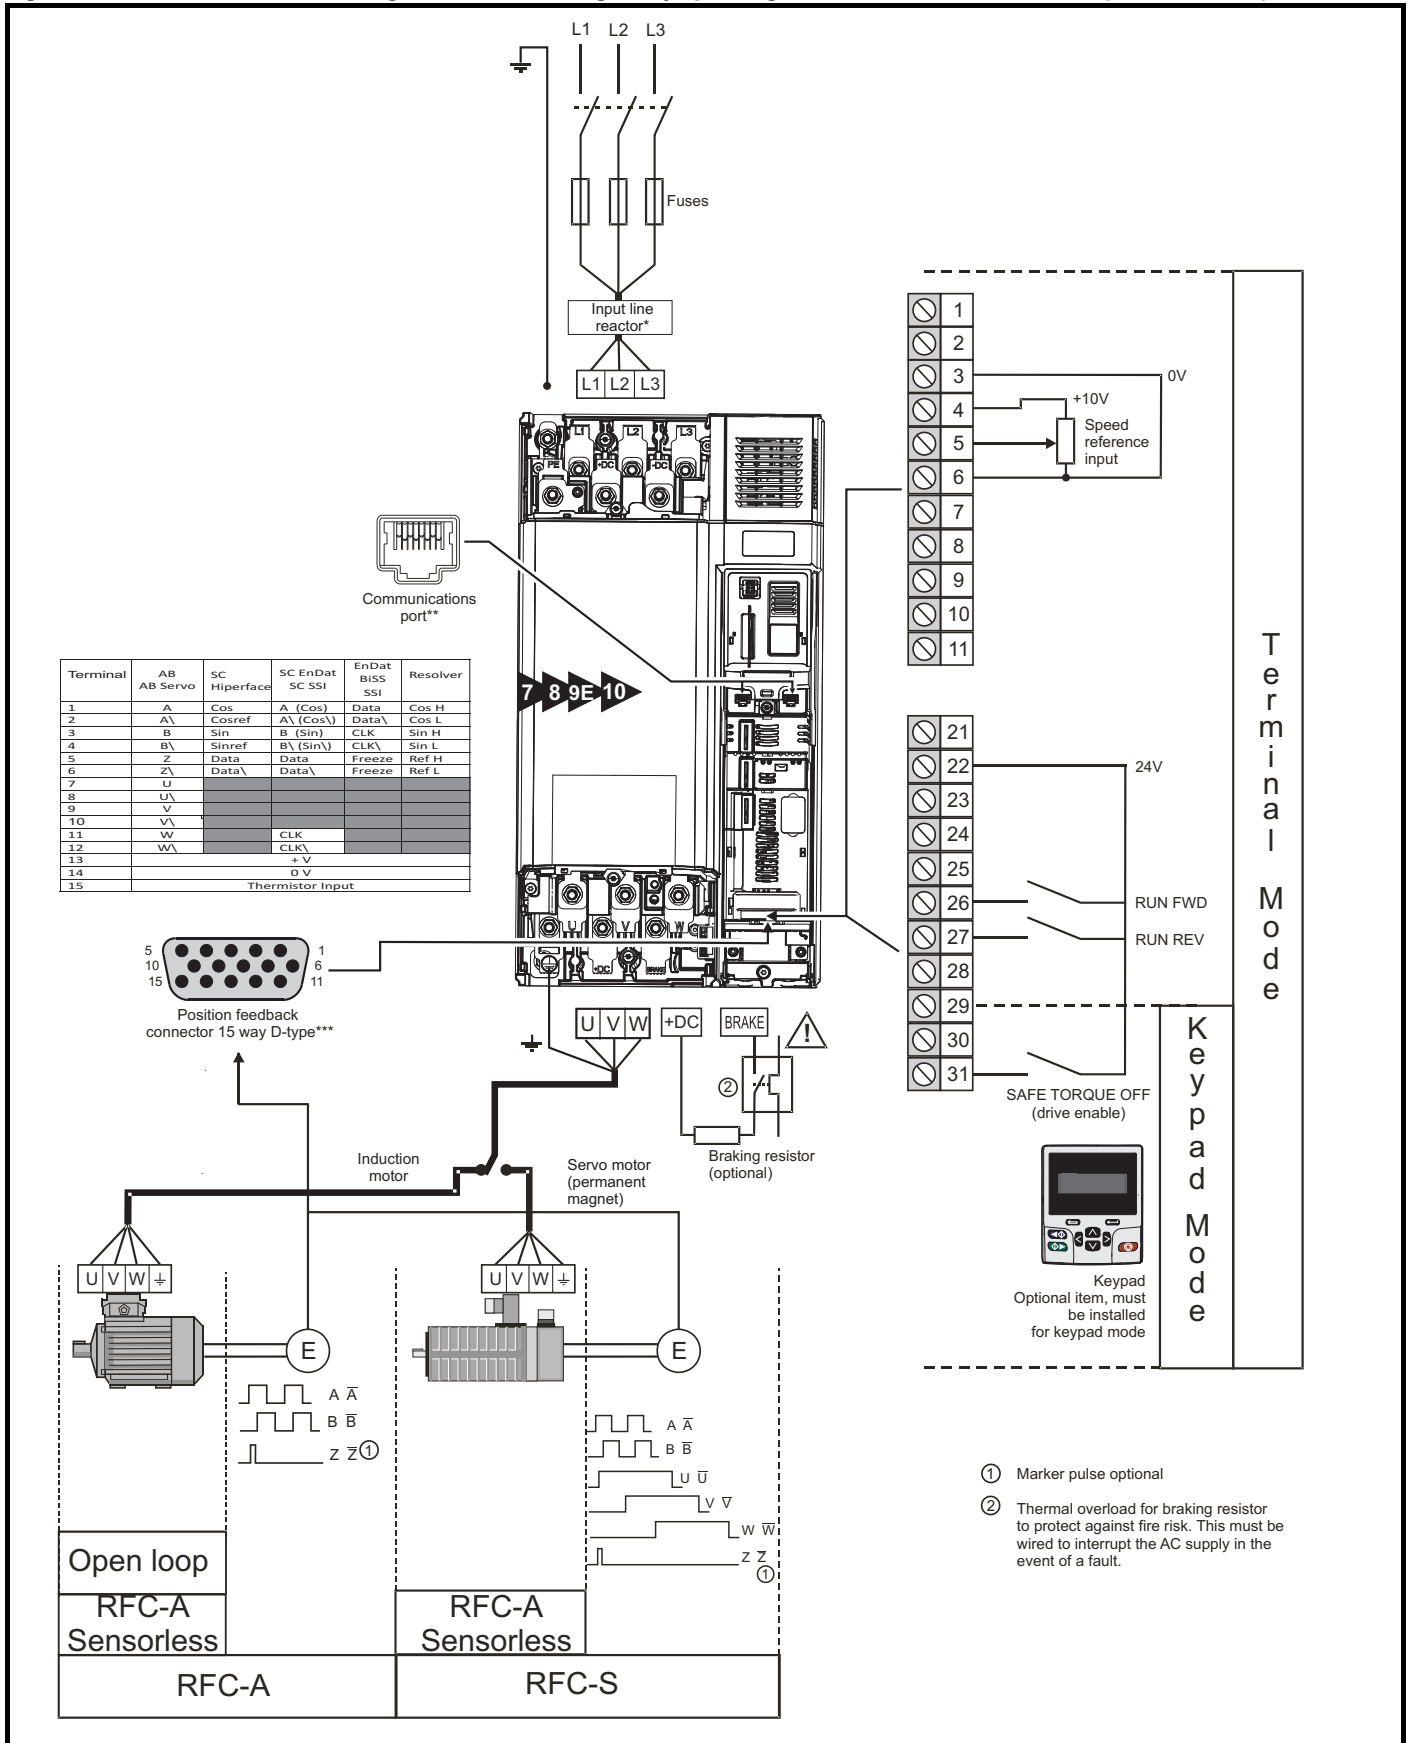 L1 L2 L3
Fuses
Input line
reactor*
L1 L2 L3
1
2
3
4
5
6
7
8
9
10
11
0V
+10V
Speed
reference
input
L1 L2 L3
PE +DC -DC
Communications
port**
7 8 9E 10
Terminal | AB AB Servo | SC Hiperface | SC EnDat SC SSI | EnDat BiSS SSI | Resolver
1 A Cos A (Cos) Data Cos H
2 A\ Cosref A\ (Cos\) Data\ Cos L
3 B Sin B (Sin) CLK Sin H
4 B\ Sinref B\ (Sin\) CLK\ Sin L
5 Z Data Data Freeze Ref H
6 Z\ Data\ Data\ Freeze Ref L
7 U
8 U\
9 V
10 V\
11 W CLK
12 W\ CLK\
13 + V
14 0 V
15 Thermistor Input
21
22
23
24
25
26
27
28
29
30
31
24V
RUN FWD
RUN REV
SAFE TORQUE OFF
(drive enable)
Terminal Mode
Keypad Mode
U V W
+DC BRAKE
5 1
10 6
15 11
Position feedback
connector 15 way D-type***
U V W +DC BRAKE !
2
Braking resistor
(optional)
Induction
motor
Servo motor
(permanent
magnet)
Keypad
Optional item, must
be installed
for keypad mode
U V W
U V W
E
E
A A̅
B B̅
Z Z̅ ①
A A̅
B B̅
U U̅
V V̅
W W̅
Z Z̅
①
① Marker pulse optional
② Thermal overload for braking resistor
to protect against fire risk. This must be
wired to interrupt the AC supply in the
event of a fault.
Open loop
RFC-A
Sensorless
RFC-A
Sensorless
RFC-A
RFC-S